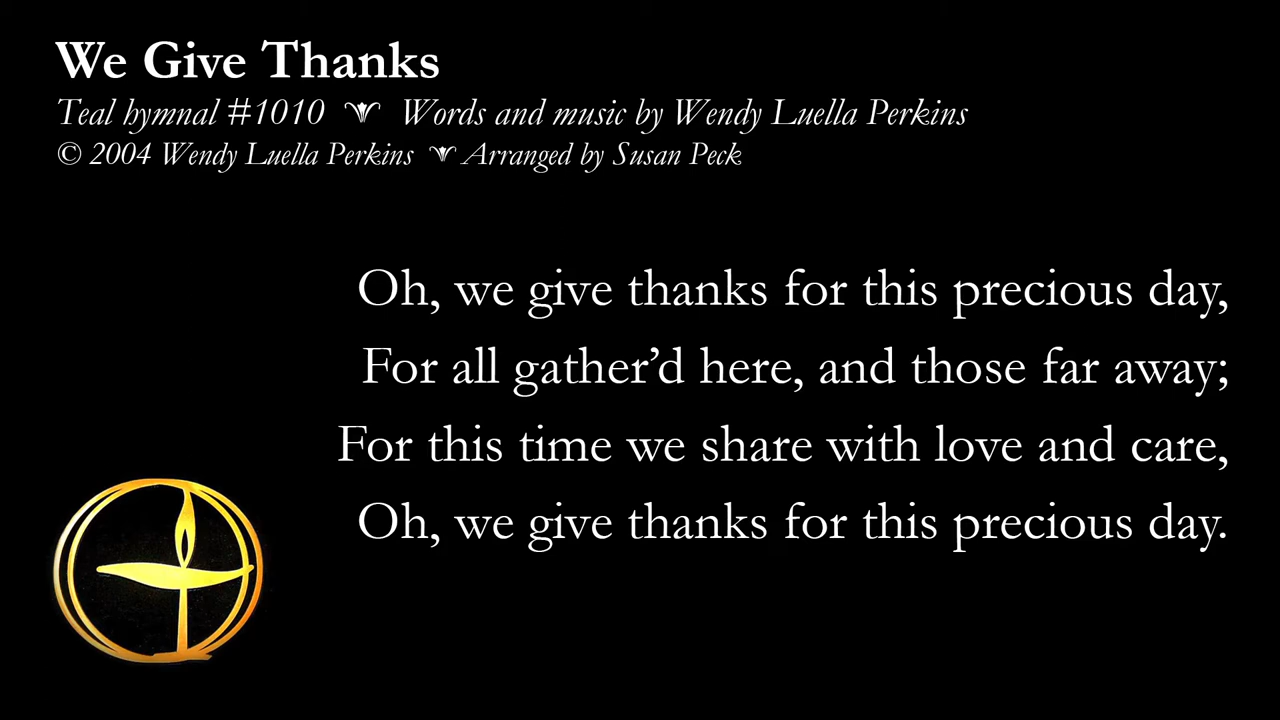 We Give Thanks
Teal hymnal #1010 Words and music by Wendy Luella Perkins
© 2004 Wendy Luella Perkins Arranged by Susan Peck
Oh, we give thanks for this precious day,
For all gather’d here, and those far away;
For this time we share with love and care,
Oh, we give thanks for this precious day.